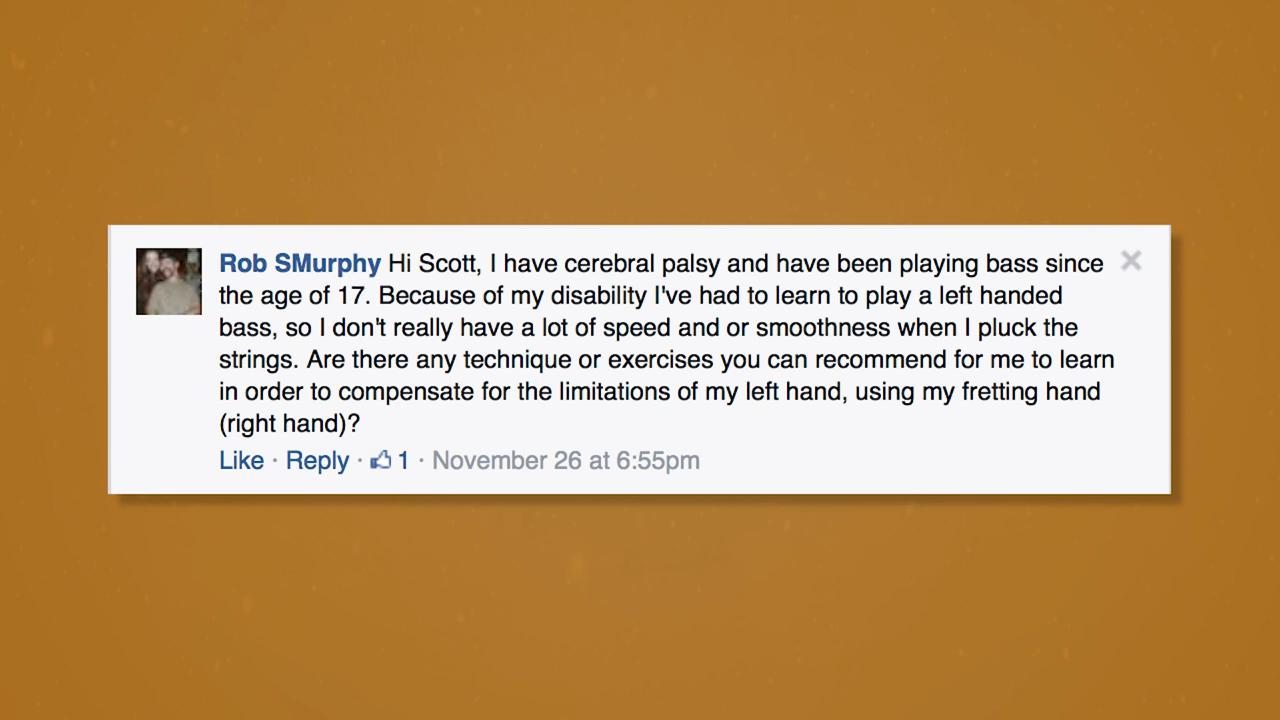 Rob SMurphy Hi Scott, I have cerebral palsy and have been playing bass since
the age of 17. Because of my disability I've had to learn to play a left handed
bass, so I don't really have a lot of speed and or smoothness when I pluck the
strings. Are there any technique or exercises you can recommend for me to learn
in order to compensate for the limitations of my left hand, using my fretting hand
(right hand)?
Like · Reply · 1 · November 26 at 6:55pm